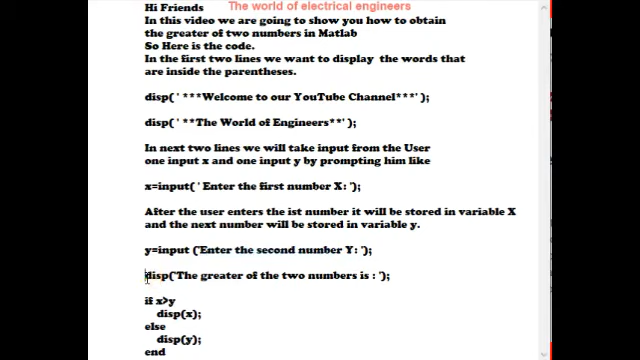 The world of electrical engineers
Hi Friends
In this video we are going to show you how to obtain
the greater of two numbers in Matlab
So Here is the code.
In the first two lines we want to display  the words that
are inside the parentheses.
disp( ' ***Welcome to our YouTube Channel***' );
disp( ' **The World of Engineers**' );
In next two lines we will take input from the User
one input x and one input y by prompting him like
x=input( ' Enter the first number X: ');
After the user enters the ist number it will be stored in variable X
and the next number will be stored in variable y.
y=input ('Enter the second number Y: ');
disp('The greater of the two numbers is : ');
if x>y
disp(x);
else
disp(y);
end